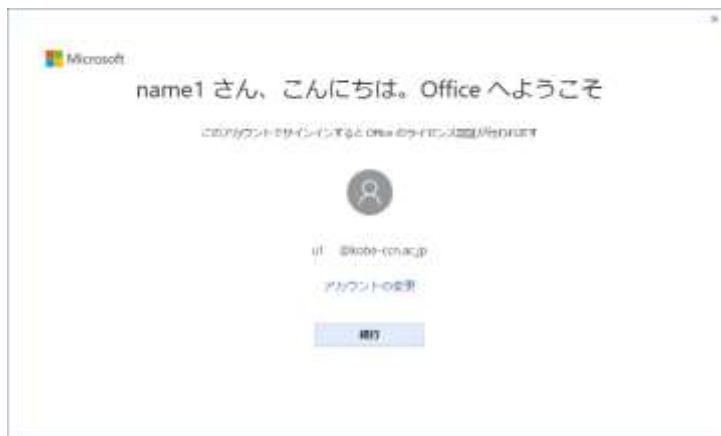 Microsoft
name1 さん、こんにちは。Office へようこそ
このアカウントでサインインすると Office のライセンス認証が行われます
u1 @kobe-ccn.ac.jp
アカウントの変更
続行